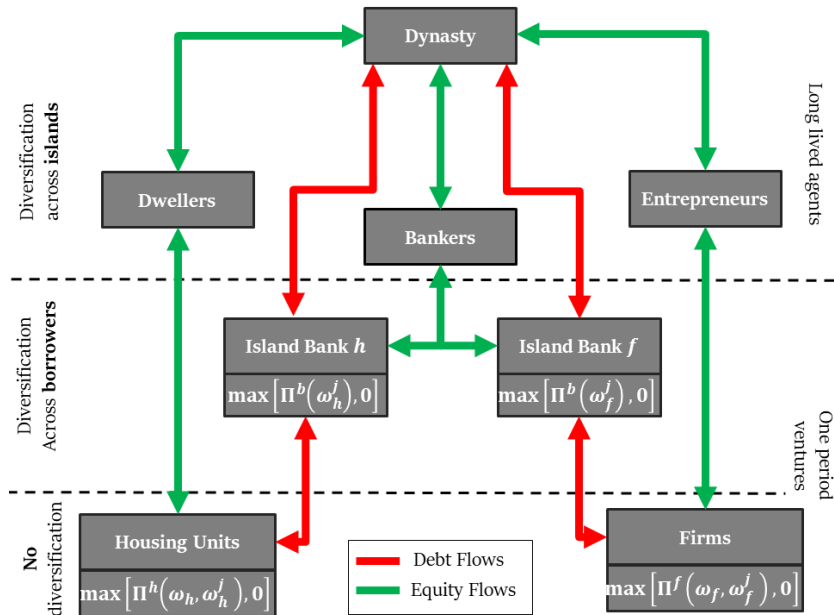 Dynasty
Diversification
across islands
Long lived agents
Dwellers
Entrepreneurs
Bankers
Diversification
Across borrowers
Island Bank h
max [Π^b(ω_h^j), 0]
Island Bank f
max [Π^b(ω_f^j), 0]
One period
ventures
No
diversification
Housing Units
max [Π^h(ω_h, ω_h^j), 0]
Debt Flows
Equity Flows
Firms
max [Π^f(ω_f, ω_f^j), 0]